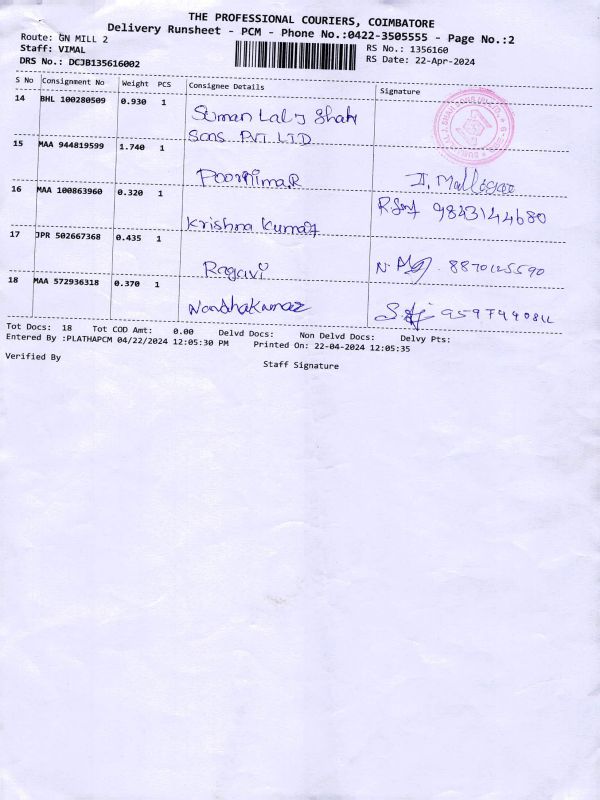 THE PROFESSIONAL COURIERS, COIMBATORE
Delivery Runsheet - PCM - Phone No.:0422-3505555 - Page No.:2
Route: GN MILL 2
RS No.: 1356160
Staff: VIMAL
RS Date: 22-Apr-2024
DRS No.: DCJB135616002
S No Consignment No Weight PCS Consignee Details Signature
14 BHL 100280509 0.930 1 Suman Lal J Shah
Sons PVT LTD
15 MAA 944819599 1.740 1
Poornima.R
16 MAA 100863960 0.320 1
9843144680
Krishna Kumar
17 JPR 502667368 0.435 1
Ragavi 8870125590
18 MAA 572936318 0.370 1
Nandhakumar
Tot Docs: 18 Tot COD Amt: 0.00 Delvd Docs: Non Delvd Docs: Delvy Pts:
Entered By :PLATHAPCM 04/22/2024 12:05:30 PM Printed On: 22-04-2024 12:05:35
Verified By
Staff Signature